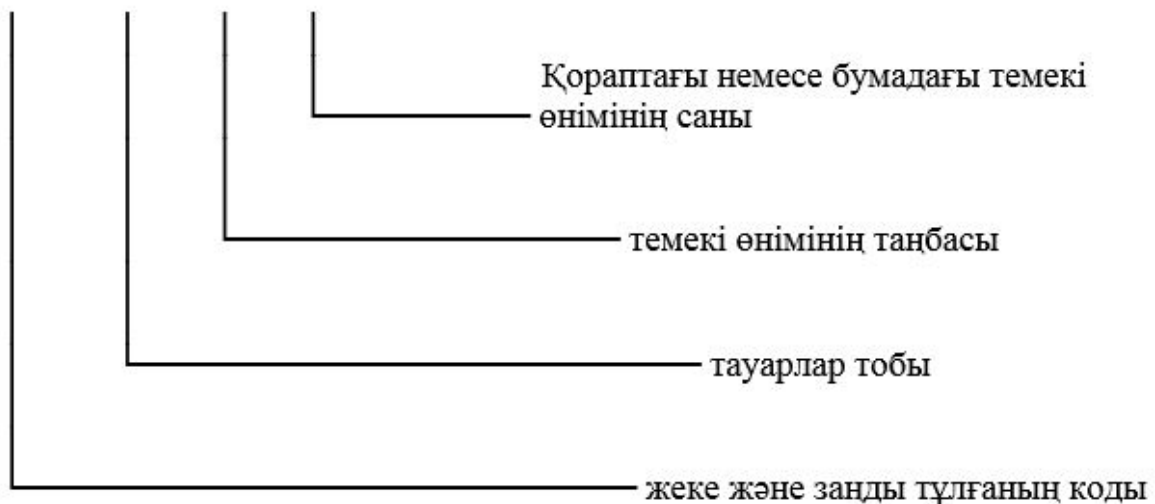 Қораптағы немесе бумадағы темекі
өнімінің саны
темекі өнімінің таңбасы
тауарлар тобы
жеке және заңды тұлғаның коды